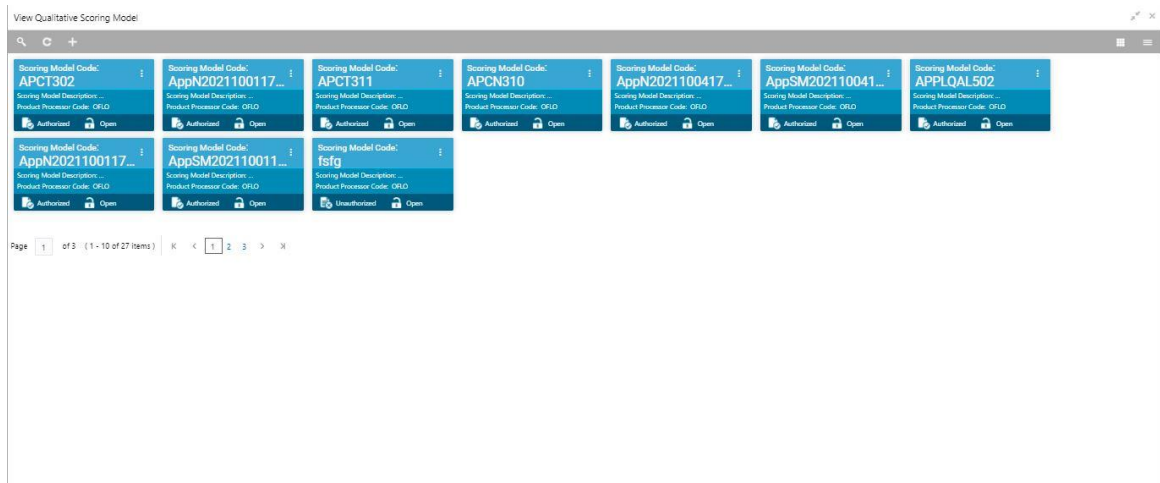 View Qualitative Scoring Model
Scoring Model Code:
APCT302
Scoring Model Description: ...
Product Processor Code: OFLO
Authorized Open
Scoring Model Code:
AppN2021100117...
Scoring Model Description: ...
Product Processor Code: OFLO
Authorized Open
Scoring Model Code:
APCT311
Scoring Model Description: ...
Product Processor Code: OFLO
Authorized Open
Scoring Model Code:
APCN310
Scoring Model Description: ...
Product Processor Code: OFLO
Authorized Open
Scoring Model Code:
AppN2021100417...
Scoring Model Description: ...
Product Processor Code: OFLO
Authorized Open
Scoring Model Code:
AppSM202110041...
Scoring Model Description: ...
Product Processor Code: OFLO
Authorized Open
Scoring Model Code:
APPLQAL502
Scoring Model Description: ...
Product Processor Code: OFLO
Authorized Open
Scoring Model Code:
AppN2021100117...
Scoring Model Description: ...
Product Processor Code: OFLO
Authorized Open
Scoring Model Code:
AppSM202110011...
Scoring Model Description: ...
Product Processor Code: OFLO
Authorized Open
Scoring Model Code:
fsfg
Scoring Model Description: ...
Product Processor Code: OFLO
Unauthorized Open
Page 1 of 3 (1 - 10 of 27 items) 1 2 3